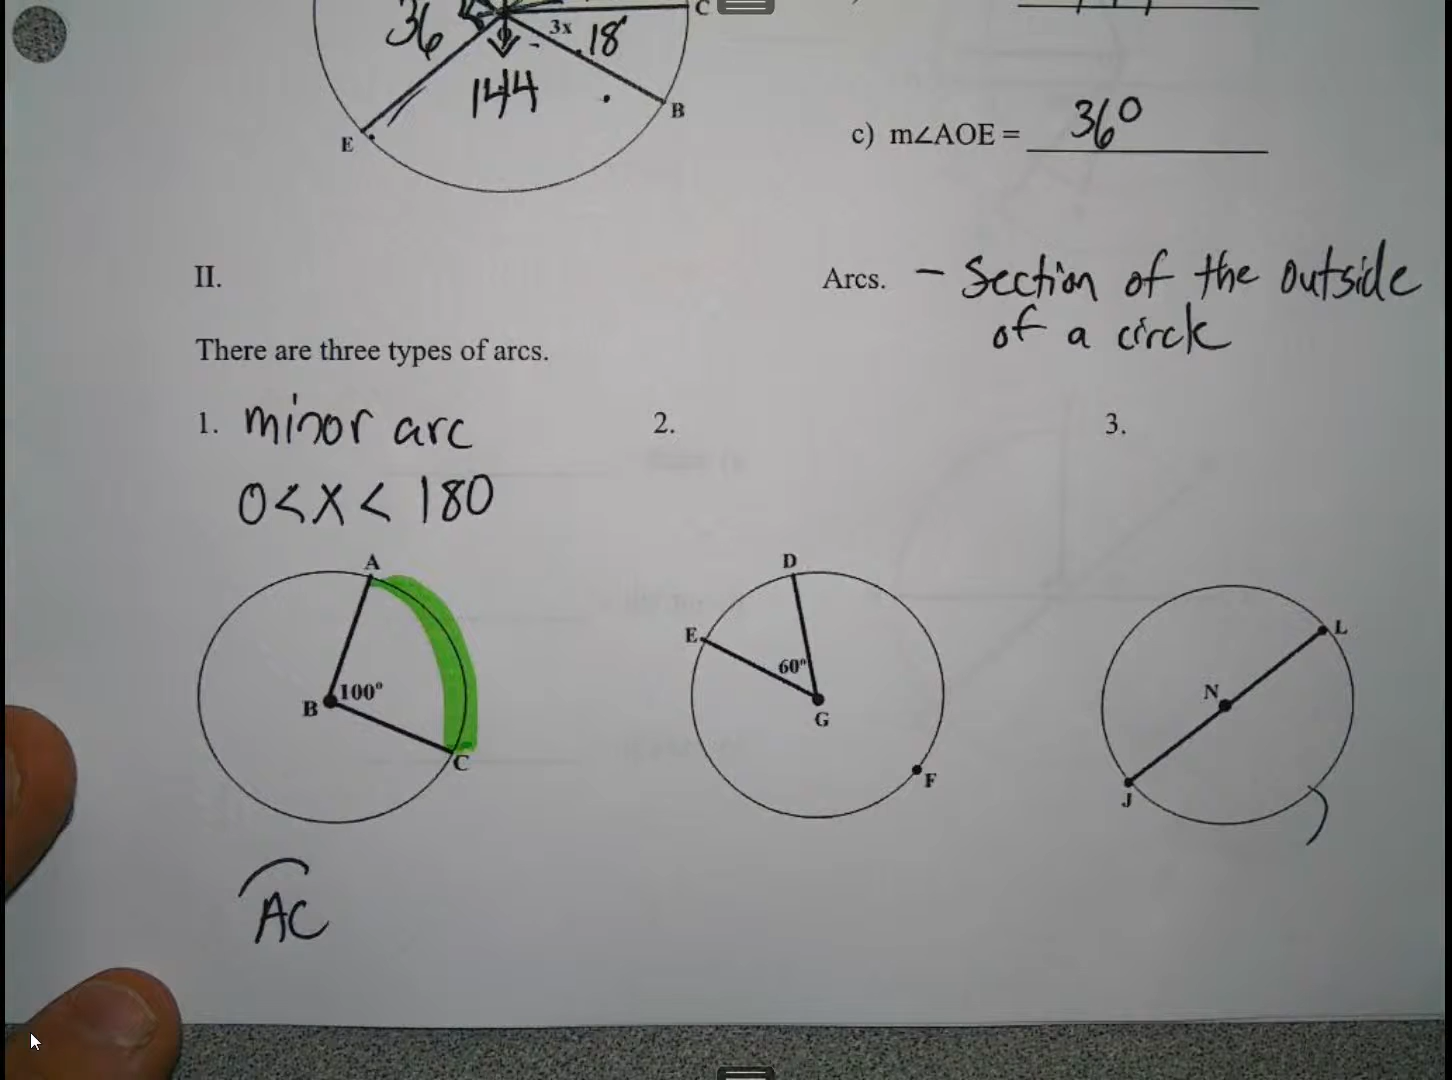 36
3x
18
C
144
B
E
c) m∠AOE = 36°
II.
Arcs. - Section of the outside
of a circle
There are three types of arcs.
1. minor arc
2.
3.
0<x< 180
A
D
E
L
60°
100°
B
N
G
C
F
J
AC